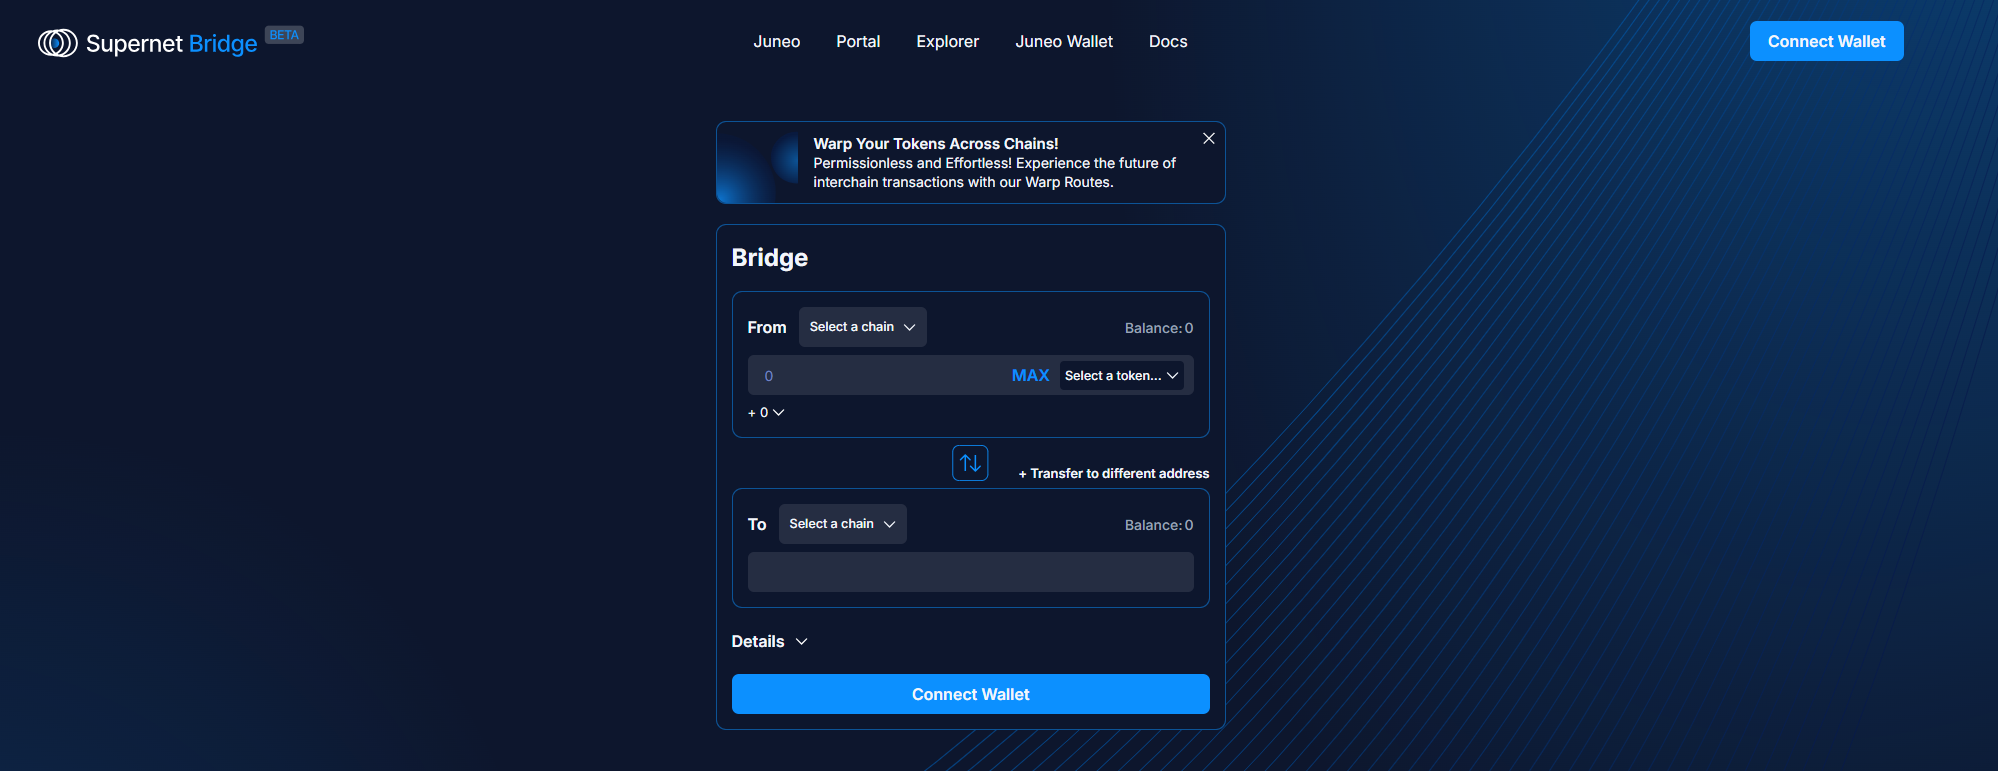 Supernet Bridge BETA
Juneo Portal Explorer Juneo Wallet Docs
Connect Wallet
Warp Your Tokens Across Chains!
Permissionless and Effortless! Experience the future of
interchain transactions with our Warp Routes.
Bridge
From Select a chain Balance: 0
0 MAX Select a token...
+ 0
+ Transfer to different address
To Select a chain Balance: 0
Details
Connect Wallet